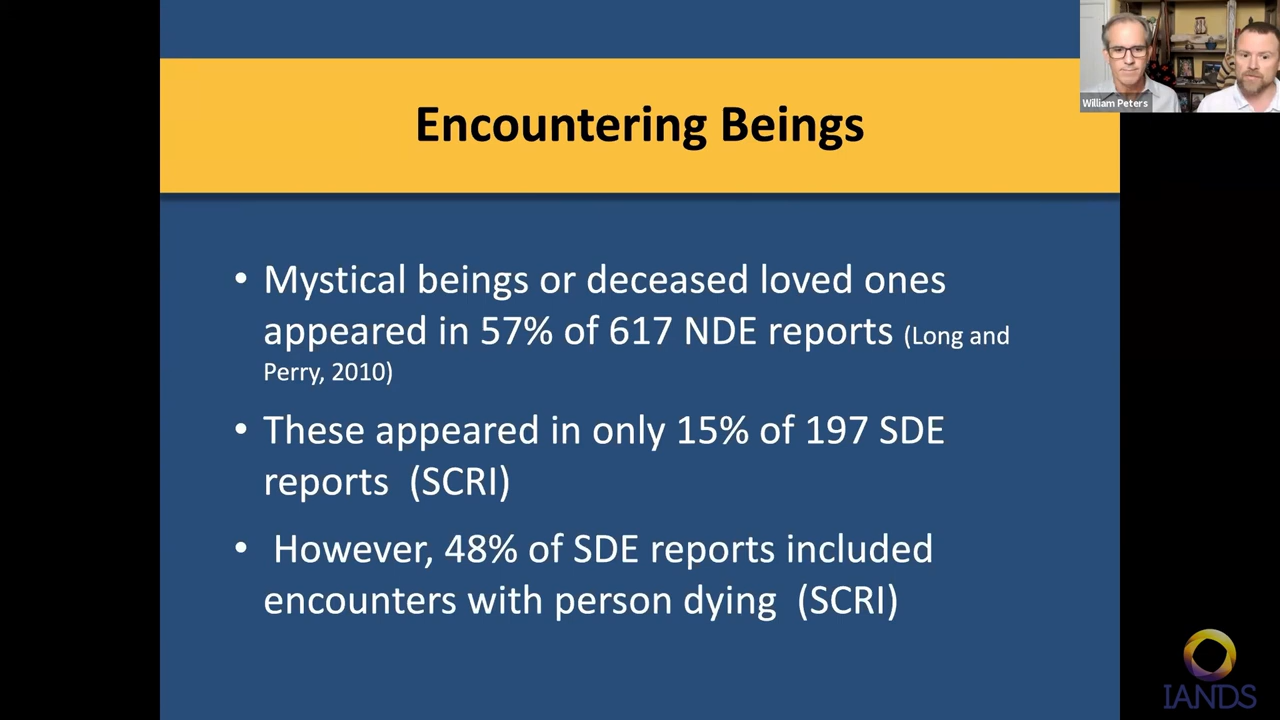 William Peters
Encountering Beings
• Mystical beings or deceased loved ones
appeared in 57% of 617 NDE reports (Long and
Perry, 2010)
• These appeared in only 15% of 197 SDE
reports (SCRI)
• However, 48% of SDE reports included
encounters with person dying (SCRI)
IANDS